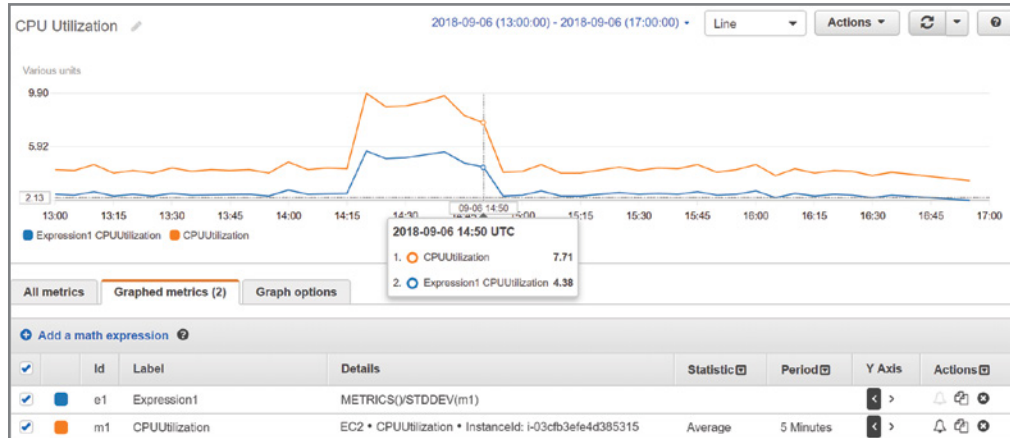 CPU Utilization
2018-09-06 (13:00:00) - 2018-09-06 (17:00:00)
Line
Actions
Various units
9.90
5.92
2.13
09-06 14:50
13:00 13:15 13:30 13:45 14:00 14:15 14:30 14:45 15:00 15:15 15:30 15:45 16:00 16:15 16:30 16:45 17:00
Expression1 CPUUtilization CPUUtilization
2018-09-06 14:50 UTC
1. CPUUtilization 7.71
2. Expression1 CPUUtilization 4.38
All metrics Graphed metrics (2) Graph options
Add a math expression
Id Label Details Statistic Period Y Axis Actions
e1 Expression1 METRICS()/STDDEV(m1)
m1 CPUUtilization EC2 • CPUUtilization • InstanceId: i-03cfb3efe4d385315 Average 5 Minutes